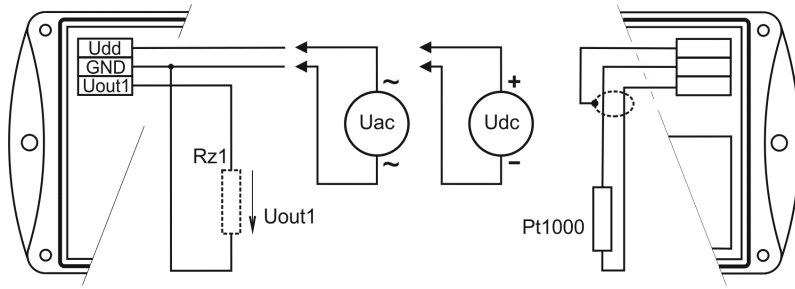 Udd
GND
Uout1
Rz1
Uout1
~
Uac
~
+
Udc
−
Pt1000